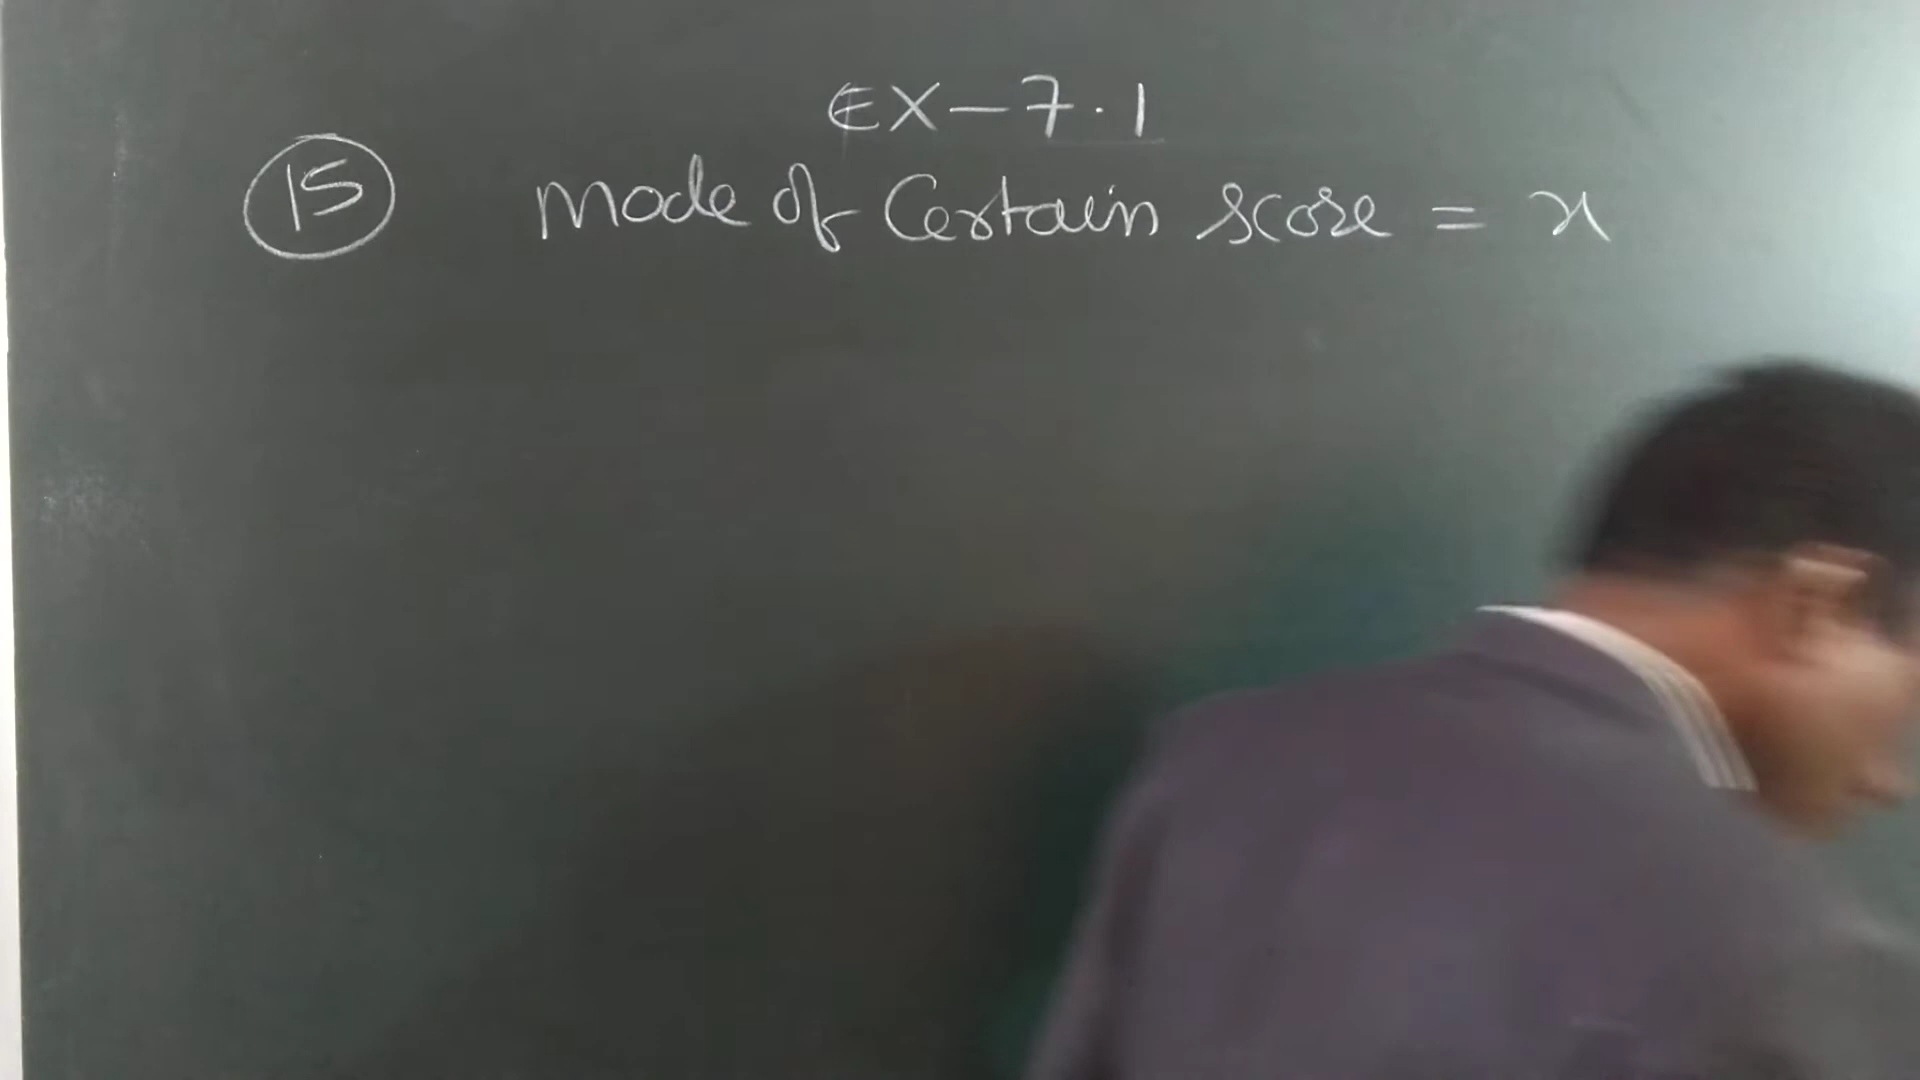 EX-7.1
15 Mode of Certain score = x